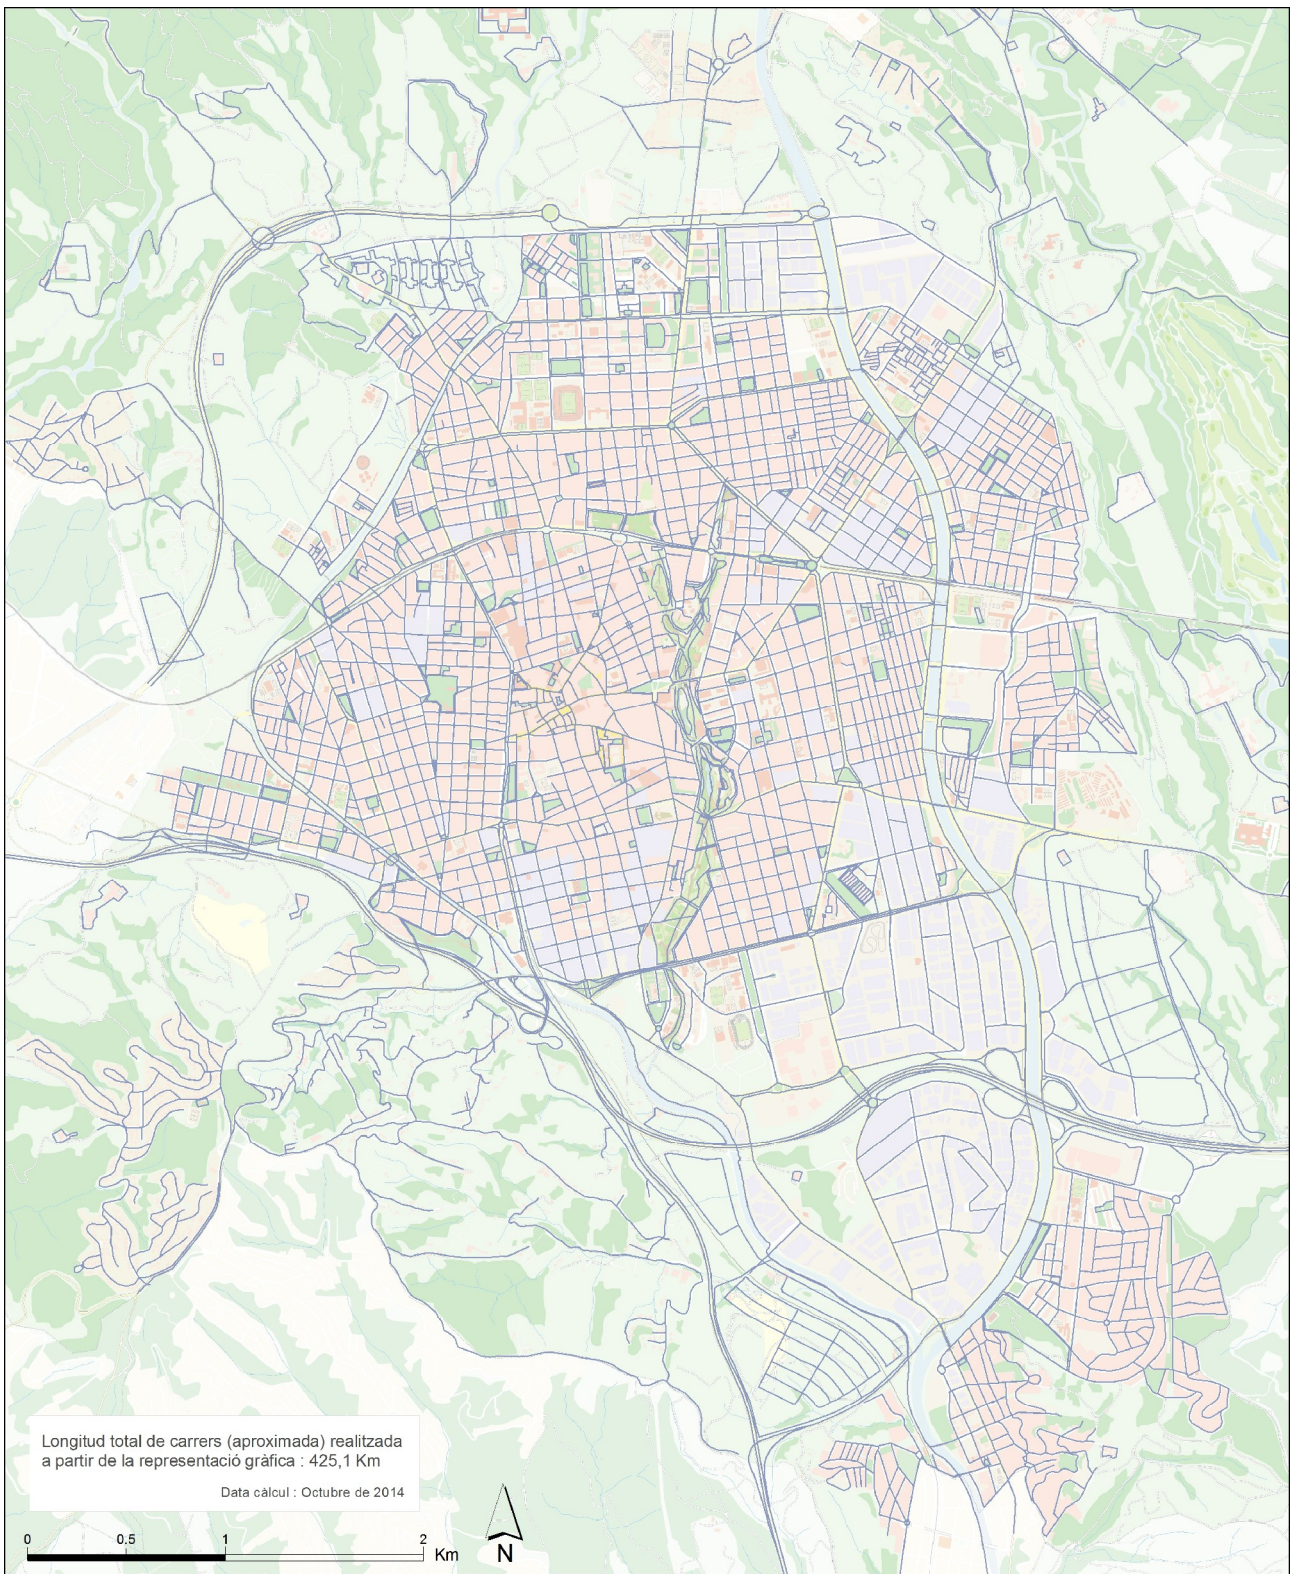 Longitud total de carrers (aproximada) realitzada
a partir de la representació gràfica : 425,1 Km
Data càlcul : Octubre de 2014
0 0.5 1 2 Km
N